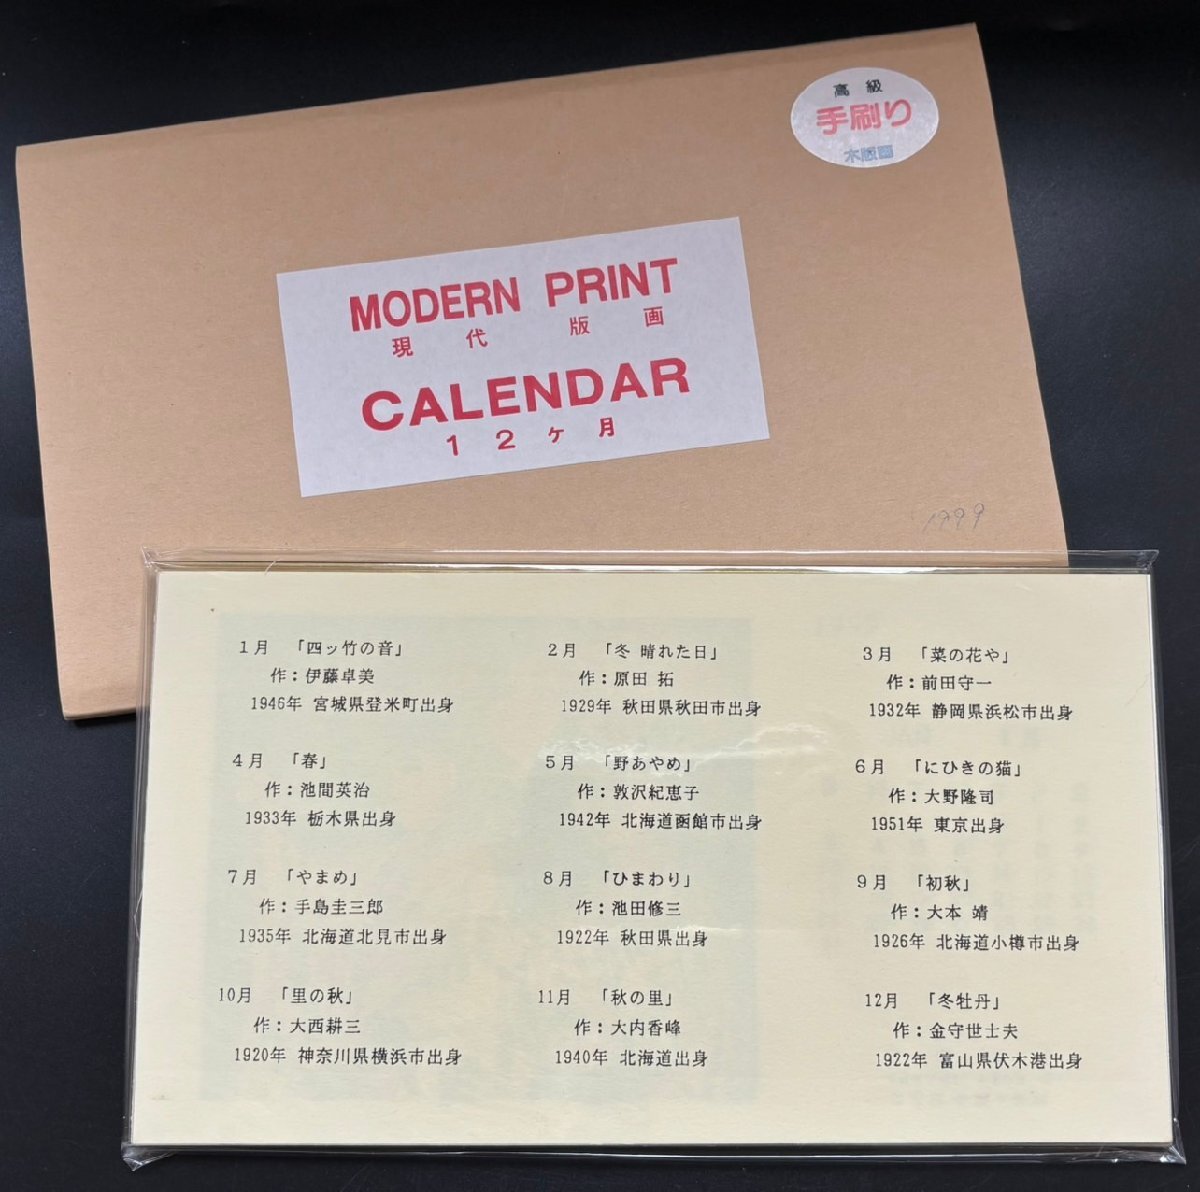 高級
手刷り
木版画
MODERN PRINT
現代版画
CALENDAR
12ヶ月
1999
1月 「四ッ竹の音」
作：伊藤卓美
1946年 宮城県登米町出身
2月 「冬 晴れた日」
作：原田 拓
1929年 秋田県秋田市出身
3月 「菜の花や」
作：前田守一
1932年 静岡県浜松市出身
4月 「春」
作：池間英治
1933年 栃木県出身
5月 「野あやめ」
作：敦沢紀恵子
1942年 北海道函館市出身
6月 「にひきの猫」
作：大野隆司
1951年 東京出身
7月 「やまめ」
作：手島圭三郎
1935年 北海道北見市出身
8月 「ひまわり」
作：池田修三
1922年 秋田県出身
9月 「初秋」
作：大本 靖
1926年 北海道小樽市出身
10月 「里の秋」
作：大西耕三
1920年 神奈川県横浜市出身
11月 「秋の里」
作：大内香峰
1940年 北海道出身
12月 「冬牡丹」
作：金守世士夫
1922年 富山県伏木港出身